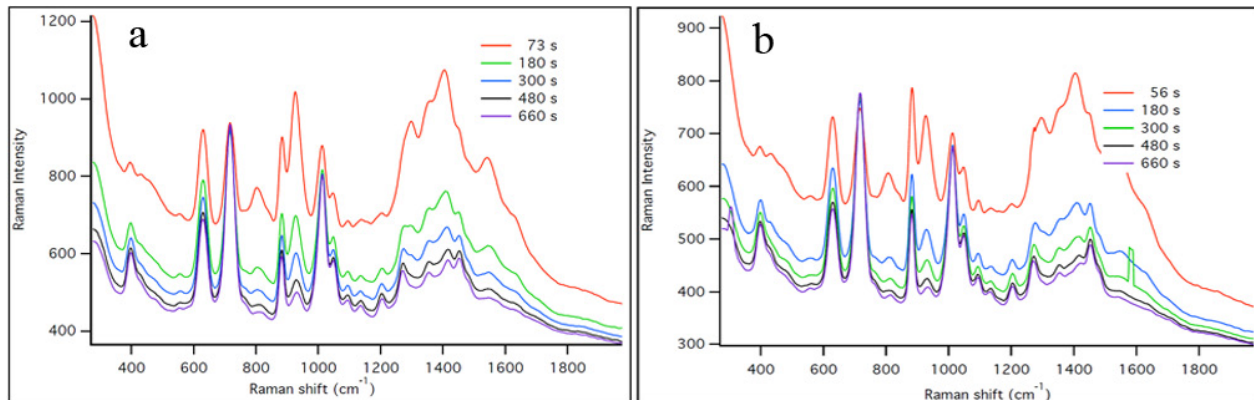 a
1200
1000
800
600
400
Raman Intensity
73 s
180 s
300 s
480 s
660 s
400 600 800 1000 1200 1400 1600 1800
Raman shift (cm⁻¹)
b
900
800
700
600
500
400
300
Raman Intensity
56 s
180 s
300 s
480 s
660 s
400 600 800 1000 1200 1400 1600 1800
Raman shift (cm⁻¹)